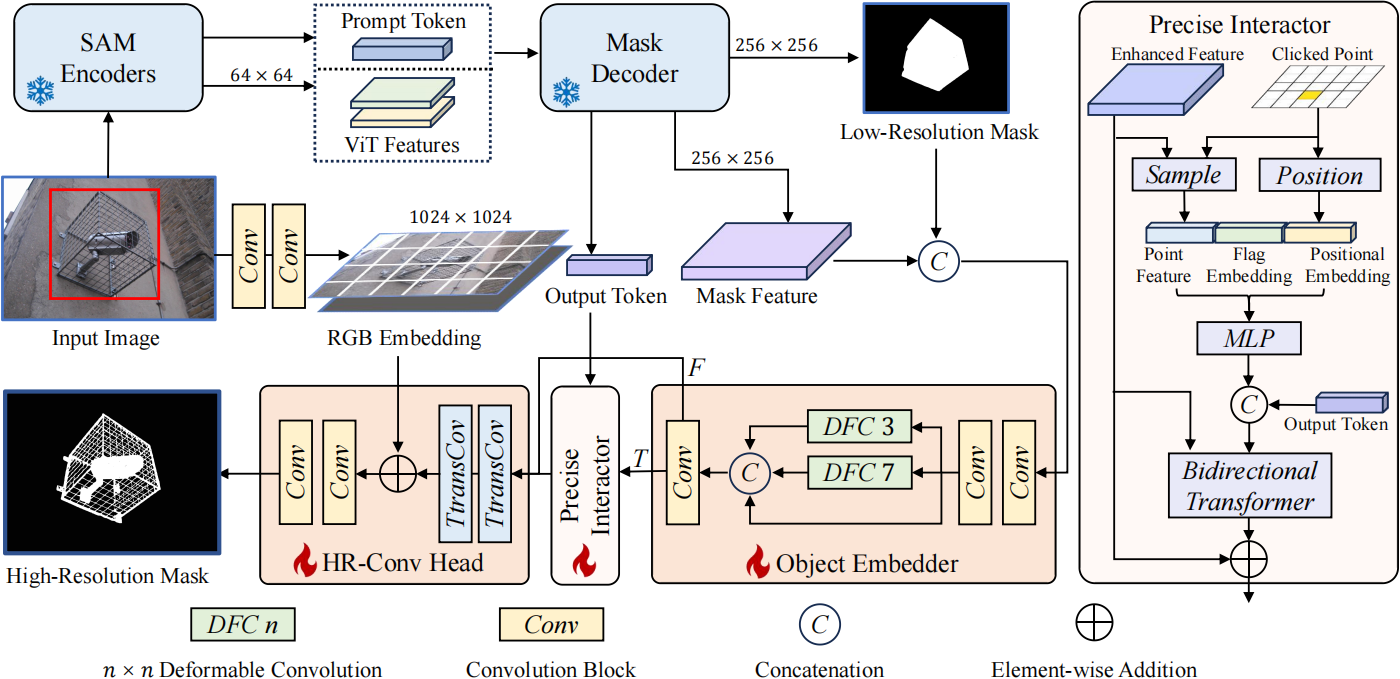 SAM
Encoders
64 × 64
Prompt Token
ViT Features
Mask
Decoder
256 × 256
Low-Resolution Mask
256 × 256
Input Image
Conv
Conv
1024 × 1024
RGB Embedding
Output Token
Mask Feature
C
High-Resolution Mask
Conv
Conv
TtransCov
TtransCov
HR-Conv Head
Precise
Interactor
F
T
Conv
C
DFC 3
DFC 7
Conv
Conv
Object Embedder
Precise Interactor
Enhanced Feature
Clicked Point
Sample
Position
Point
Feature
Flag
Embedding
Positional
Embedding
MLP
C
Output Token
Bidirectional
Transformer
DFC n
Conv
C
n × n Deformable Convolution
Convolution Block
Concatenation
Element-wise Addition